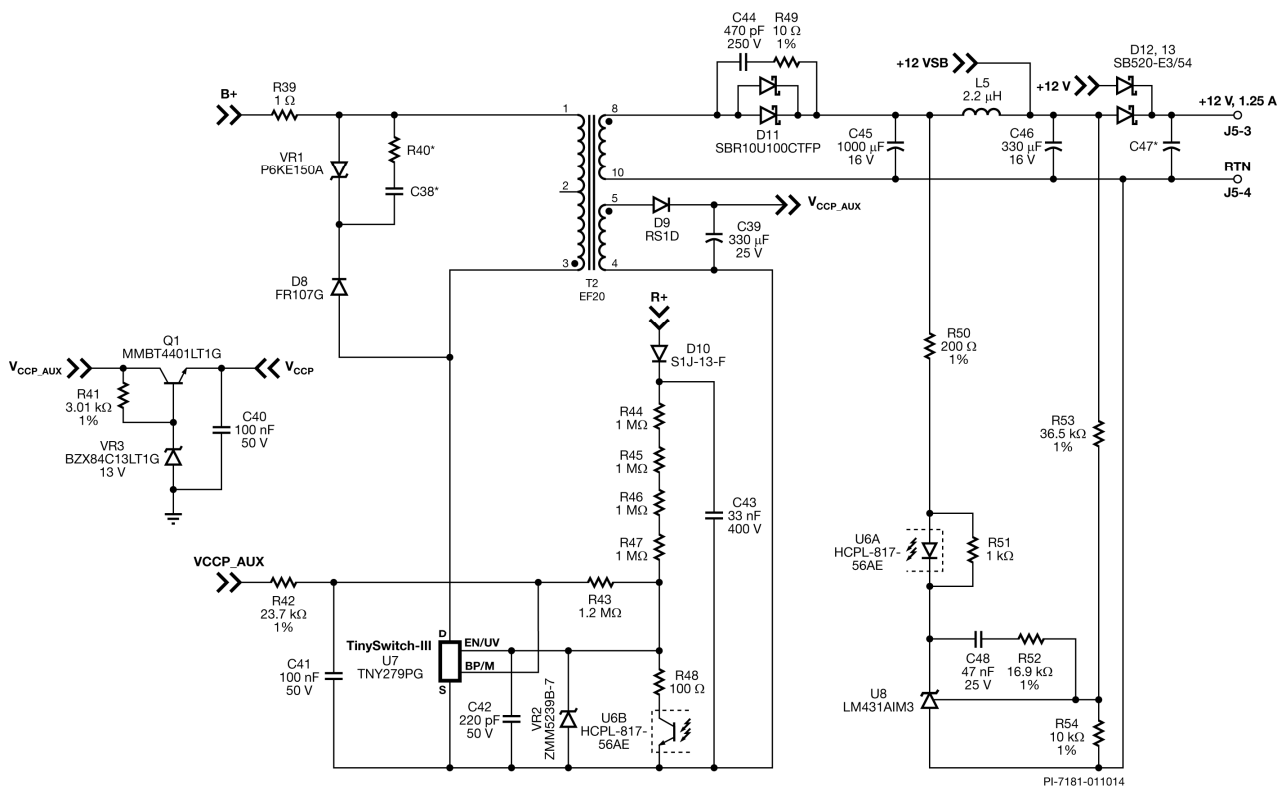 B+
R39
1 Ω
VR1
P6KE150A
R40*
C38*
D8
FR107G
1
2
3
8
10
5
4
T2
EF20
C44
470 pF
250 V
R49
10 Ω
1%
D11
SBR10U100CTFP
+12 VSB
L5
2.2 µH
C45
1000 µF
16 V
C46
330 µF
16 V
+12 V
D12, 13
SB520-E3/54
C47*
+12 V, 1.25 A
J5-3
RTN
J5-4
D9
RS1D
C39
330 µF
25 V
VCCP_AUX
R+
D10
S1J-13-F
Q1
MMBT4401LT1G
VCCP_AUX
VCCP
R41
3.01 kΩ
1%
VR3
BZX84C13LT1G
13 V
C40
100 nF
50 V
R44
1 MΩ
R45
1 MΩ
R46
1 MΩ
R47
1 MΩ
C43
33 nF
400 V
R50
200 Ω
1%
R53
36.5 kΩ
1%
U6A
HCPL-817-
56AE
R51
1 kΩ
VCCP_AUX
R42
23.7 kΩ
1%
R43
1.2 MΩ
TinySwitch-III
U7
TNY279PG
D
S
EN/UV
BP/M
C41
100 nF
50 V
C42
220 pF
50 V
VR2
ZMM5239B-7
R48
100 Ω
U6B
HCPL-817-
56AE
C48
47 nF
25 V
R52
16.9 kΩ
1%
U8
LM431AIM3
R54
10 kΩ
1%
PI-7181-011014